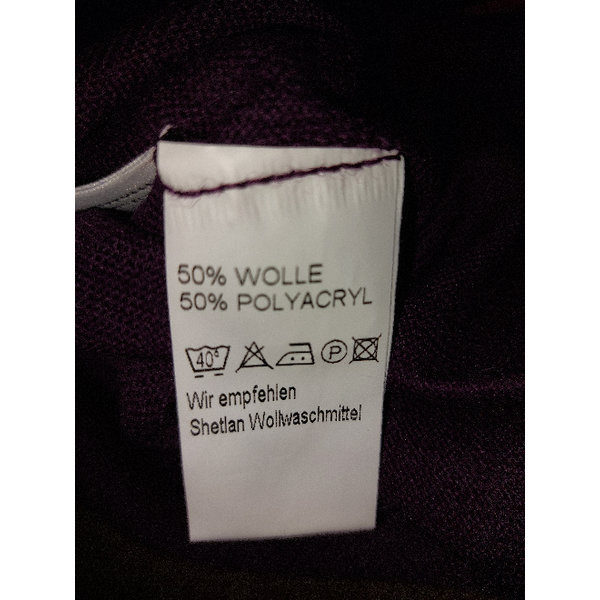 50% WOLLE
50% POLYACRYL
40° P
Wir empfehlen
Shetlan Wollwaschmittel